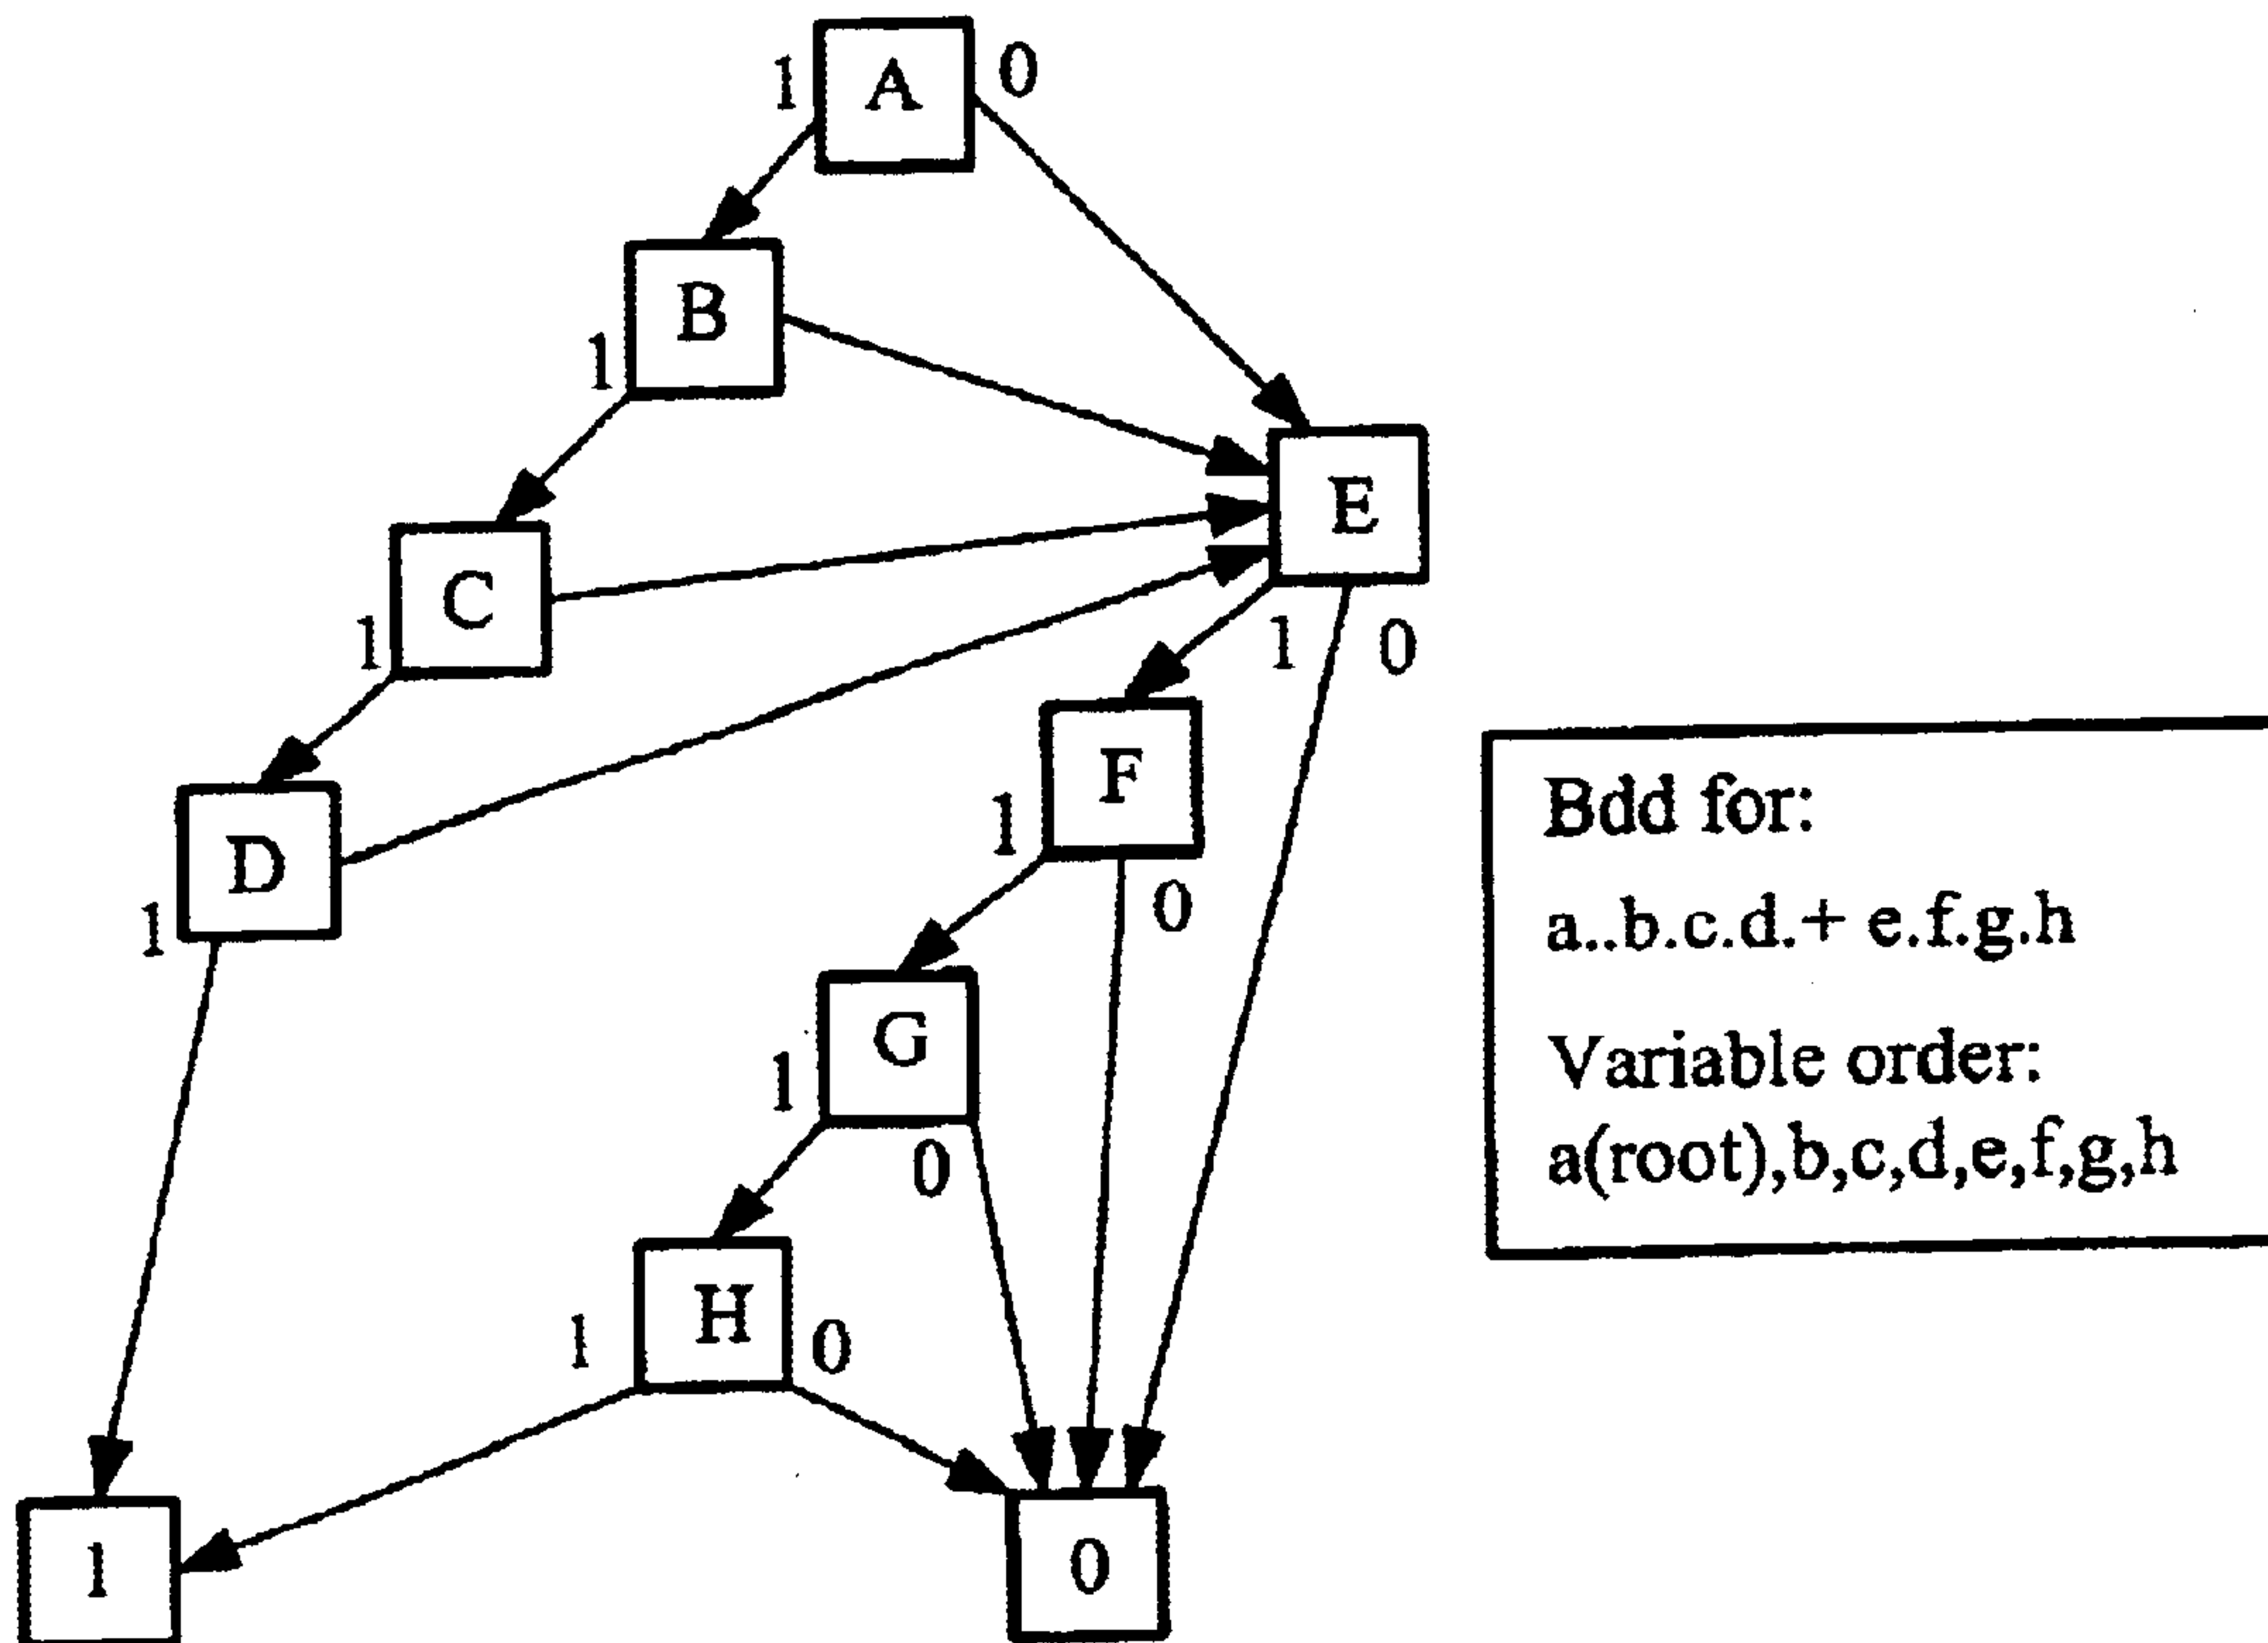 1 A 0
B
1
E
C
1
1 0
F
1
D
1
0
G
1
0
H
1 0
1
0
Bdd for:
a..b.c.d.+ e.f.g.h
Variable order:
a(root),b,c,d,e,f,g,h